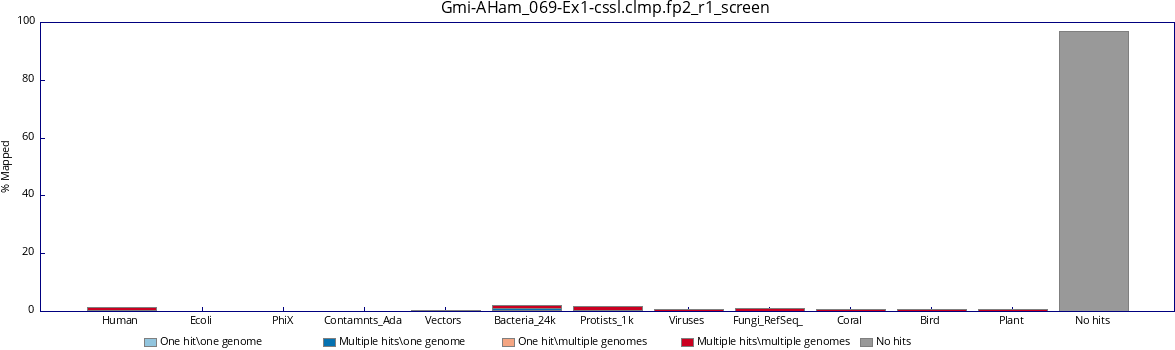 Gmi-AHam_069-Ex1-cssl.clmp.fp2_r1_screen
100
80
60
40
20
0
% Mapped
Human Ecoli PhiX Contamnts_Ada Vectors Bacteria_24k Protists_1k Viruses Fungi_RefSeq_ Coral Bird Plant No hits
One hit\one genome Multiple hits\one genome One hit\multiple genomes Multiple hits\multiple genomes No hits